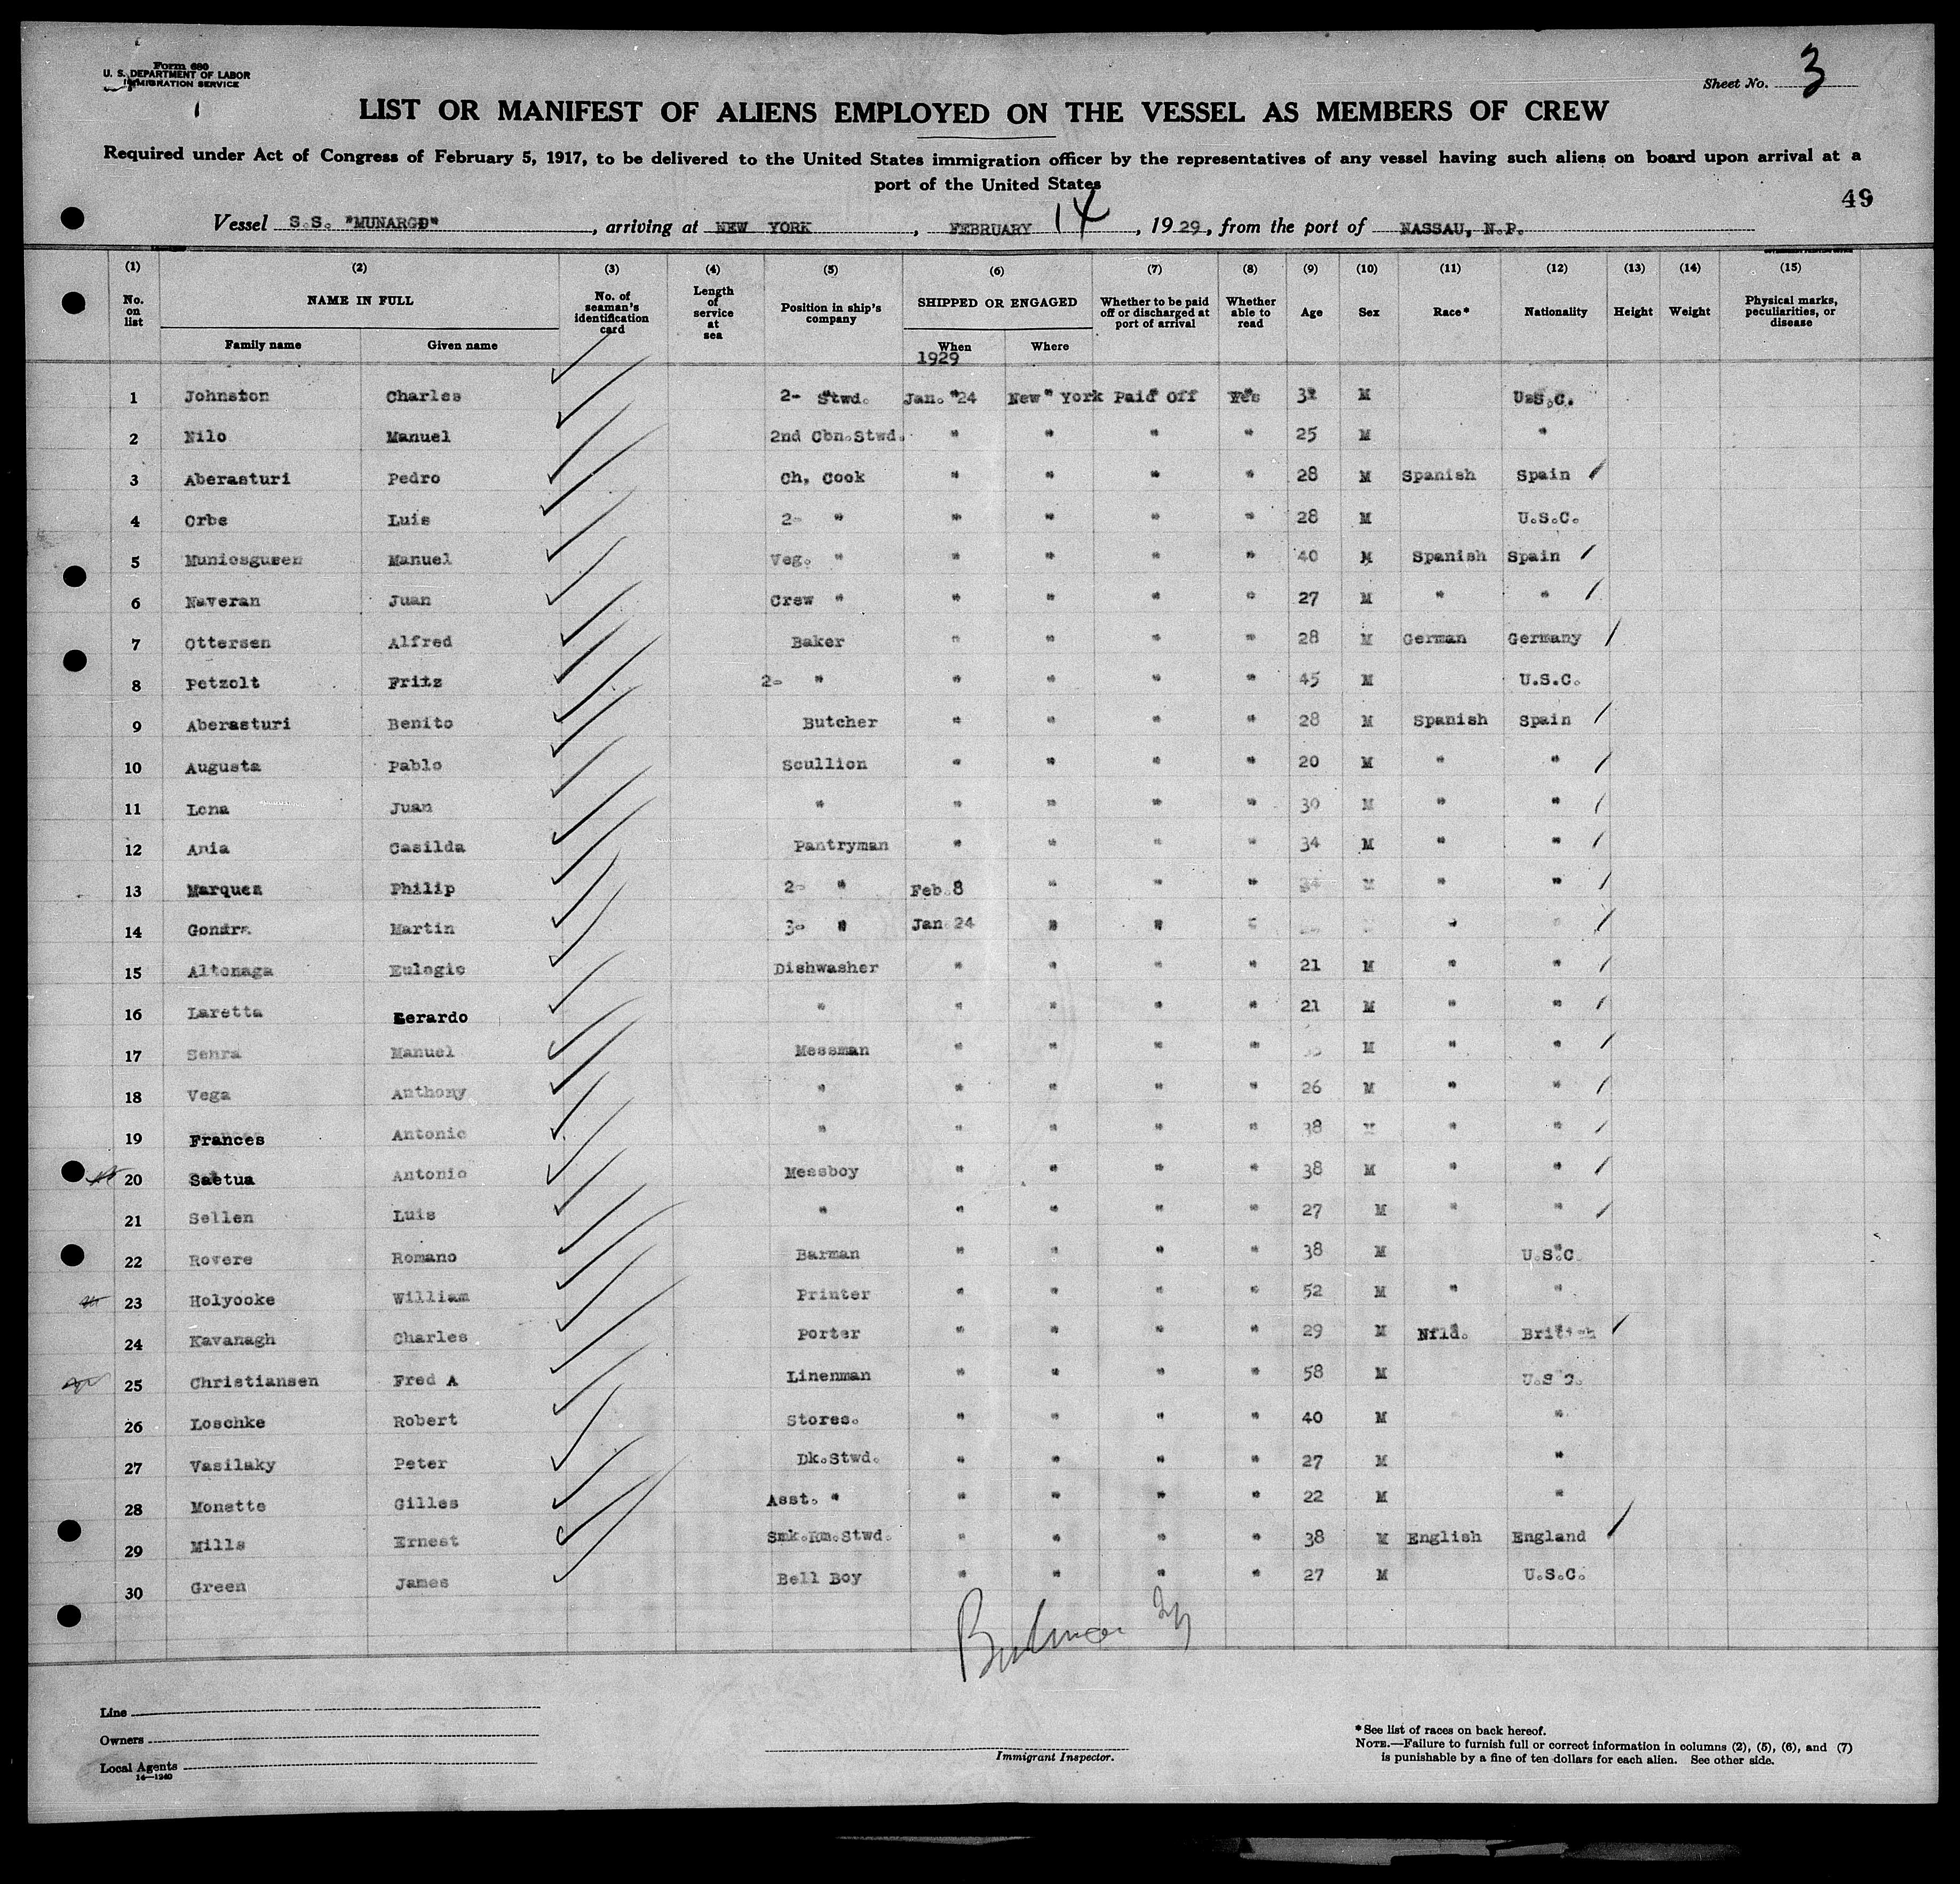 Form 680
U. S. DEPARTMENT OF LABOR
IMMIGRATION SERVICE
Sheet No. 3
LIST OR MANIFEST OF ALIENS EMPLOYED ON THE VESSEL AS MEMBERS OF CREW
Required under Act of Congress of February 5, 1917, to be delivered to the United States immigration officer by the representatives of any vessel having such aliens on board upon arrival at a
port of the United States
49
Vessel S.S. "MUNARGO", arriving at NEW YORK, FEBRUARY 14, 1929, from the port of NASSAU, N.P.
(1) (2) (3) (4) (5) (6) (7) (8) (9) (10) (11) (12) (13) (14) (15)
No. on list NAME IN FULL No. of seaman's identification card Length of service at sea Position in ship's company SHIPPED OR ENGAGED Whether to be paid off or discharged at port of arrival Whether able to read Age Sex Race* Nationality Height Weight Physical marks, peculiarities, or disease
Family name Given name When Where
1929
1 Johnston Charles 2- " Stwd. Jan. 24 New York Paid Off Yes 32 M U.S.C.
2 Nilo Manuel 2nd Cbn.Stwd. " " " " 25 M "
3 Aberasturi Pedro Ch. Cook " " " " 28 M Spanish Spain
4 Orbe Luis 2- " " " " " 28 M U.S.C.
5 Muniosguren Manuel Veg. " " " " " 40 M Spanish Spain
6 Naveran Juan Crew " " " " " 27 M " "
7 Ottersen Alfred Baker " " " " 28 M German Germany
8 Petzolt Fritz 2- " " " " " 45 M U.S.C.
9 Aberasturi Benito Butcher " " " " 28 M Spanish Spain
10 Augusta Pablo Scullion " " " " 20 M " "
11 Lona Juan " " " " " 30 M " "
12 Ania Casilda Pantryman " " " " 34 M " "
13 Marquez Philip 2- " Feb.8 " " " M " "
14 Gondra Martin 3- " Jan.24 " " " " "
15 Altonaga Eulogio Dishwasher " " " " 21 M " "
16 Laretta Gerardo " " " " " 21 M " "
17 Senra Manuel Messman " " " " M " "
18 Vega Anthony " " " " " 26 M " "
19 Frances Antonio " " " " " 38 M " "
20 Saetua Antonio Messboy " " " " 38 M " "
21 Sellen Luis " " " " " 27 M " "
22 Rovere Romano Barman " " " " 38 M U.S.C.
23 Holyooke William Printer " " " " 52 M " "
24 Kavanagh Charles Porter " " " " 29 M Nfld. British
25 Christiansen Fred A Linenman " " " " 58 M U.S.C.
26 Loschke Robert Stores. " " " " 40 M "
27 Vasilaky Peter Dk.Stwd. " " " " 27 M "
28 Monette Gilles Asst. " " " " " 22 M "
29 Mills Ernest Smk.Rm.Stwd. " " " " 38 M English England
30 Green James Bell Boy " " " " 27 M U.S.C.
Line
Owners
Local Agents
14—1240
Immigrant Inspector.
*See list of races on back hereof.
NOTE.—Failure to furnish full or correct information in columns (2), (5), (6), and (7)
is punishable by a fine of ten dollars for each alien. See other side.